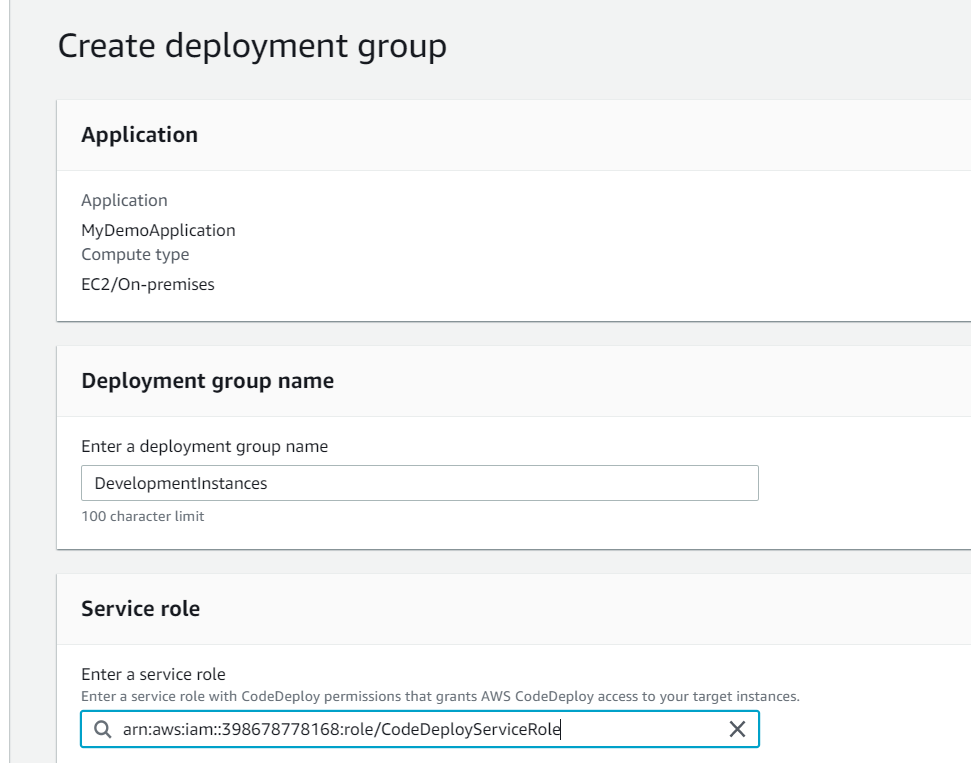 Create deployment group
Application
Application
MyDemoApplication
Compute type
EC2/On-premises
Deployment group name
Enter a deployment group name
DevelopmentInstances
100 character limit
Service role
Enter a service role
Enter a service role with CodeDeploy permissions that grants AWS CodeDeploy access to your target instances.
arn:aws:iam::398678778168:role/CodeDeployServiceRole